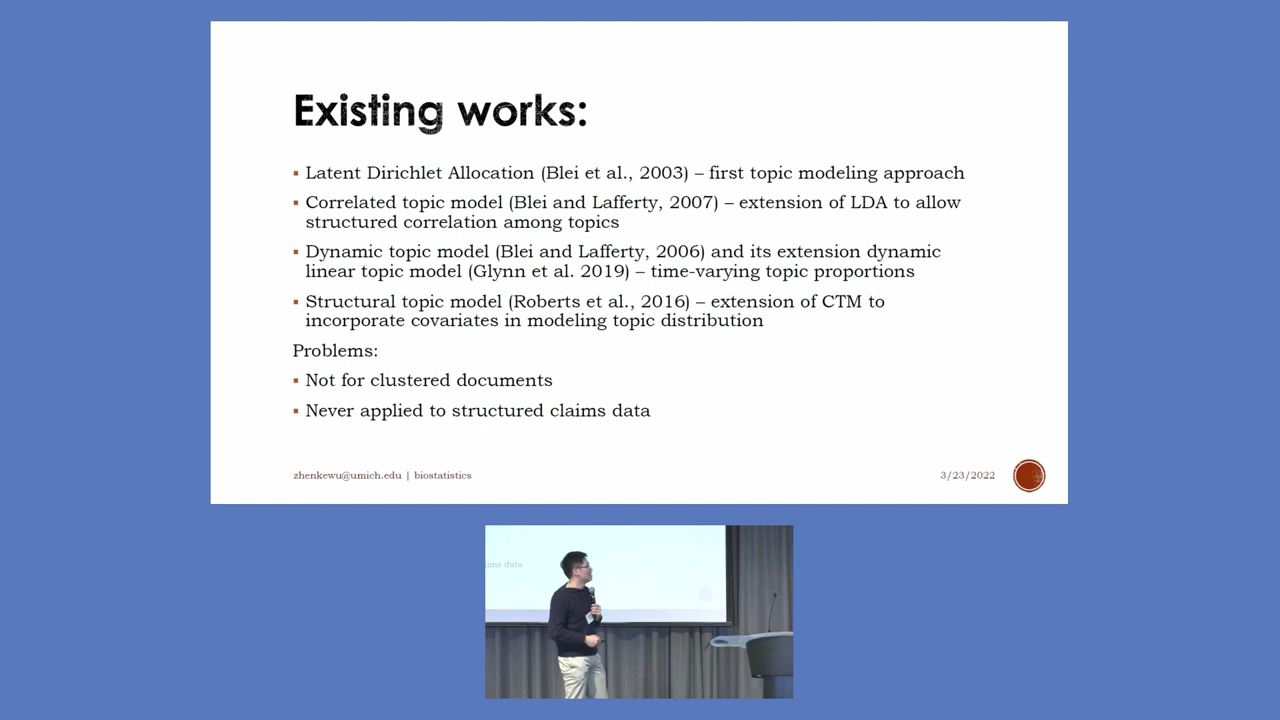 Existing works:
▪ Latent Dirichlet Allocation (Blei et al., 2003) – first topic modeling approach
▪ Correlated topic model (Blei and Lafferty, 2007) – extension of LDA to allow
structured correlation among topics
▪ Dynamic topic model (Blei and Lafferty, 2006) and its extension dynamic
linear topic model (Glynn et al. 2019) – time-varying topic proportions
▪ Structural topic model (Roberts et al., 2016) – extension of CTM to
incorporate covariates in modeling topic distribution
Problems:
▪ Not for clustered documents
▪ Never applied to structured claims data
zhenkewu@umich.edu | biostatistics
3/23/2022
data